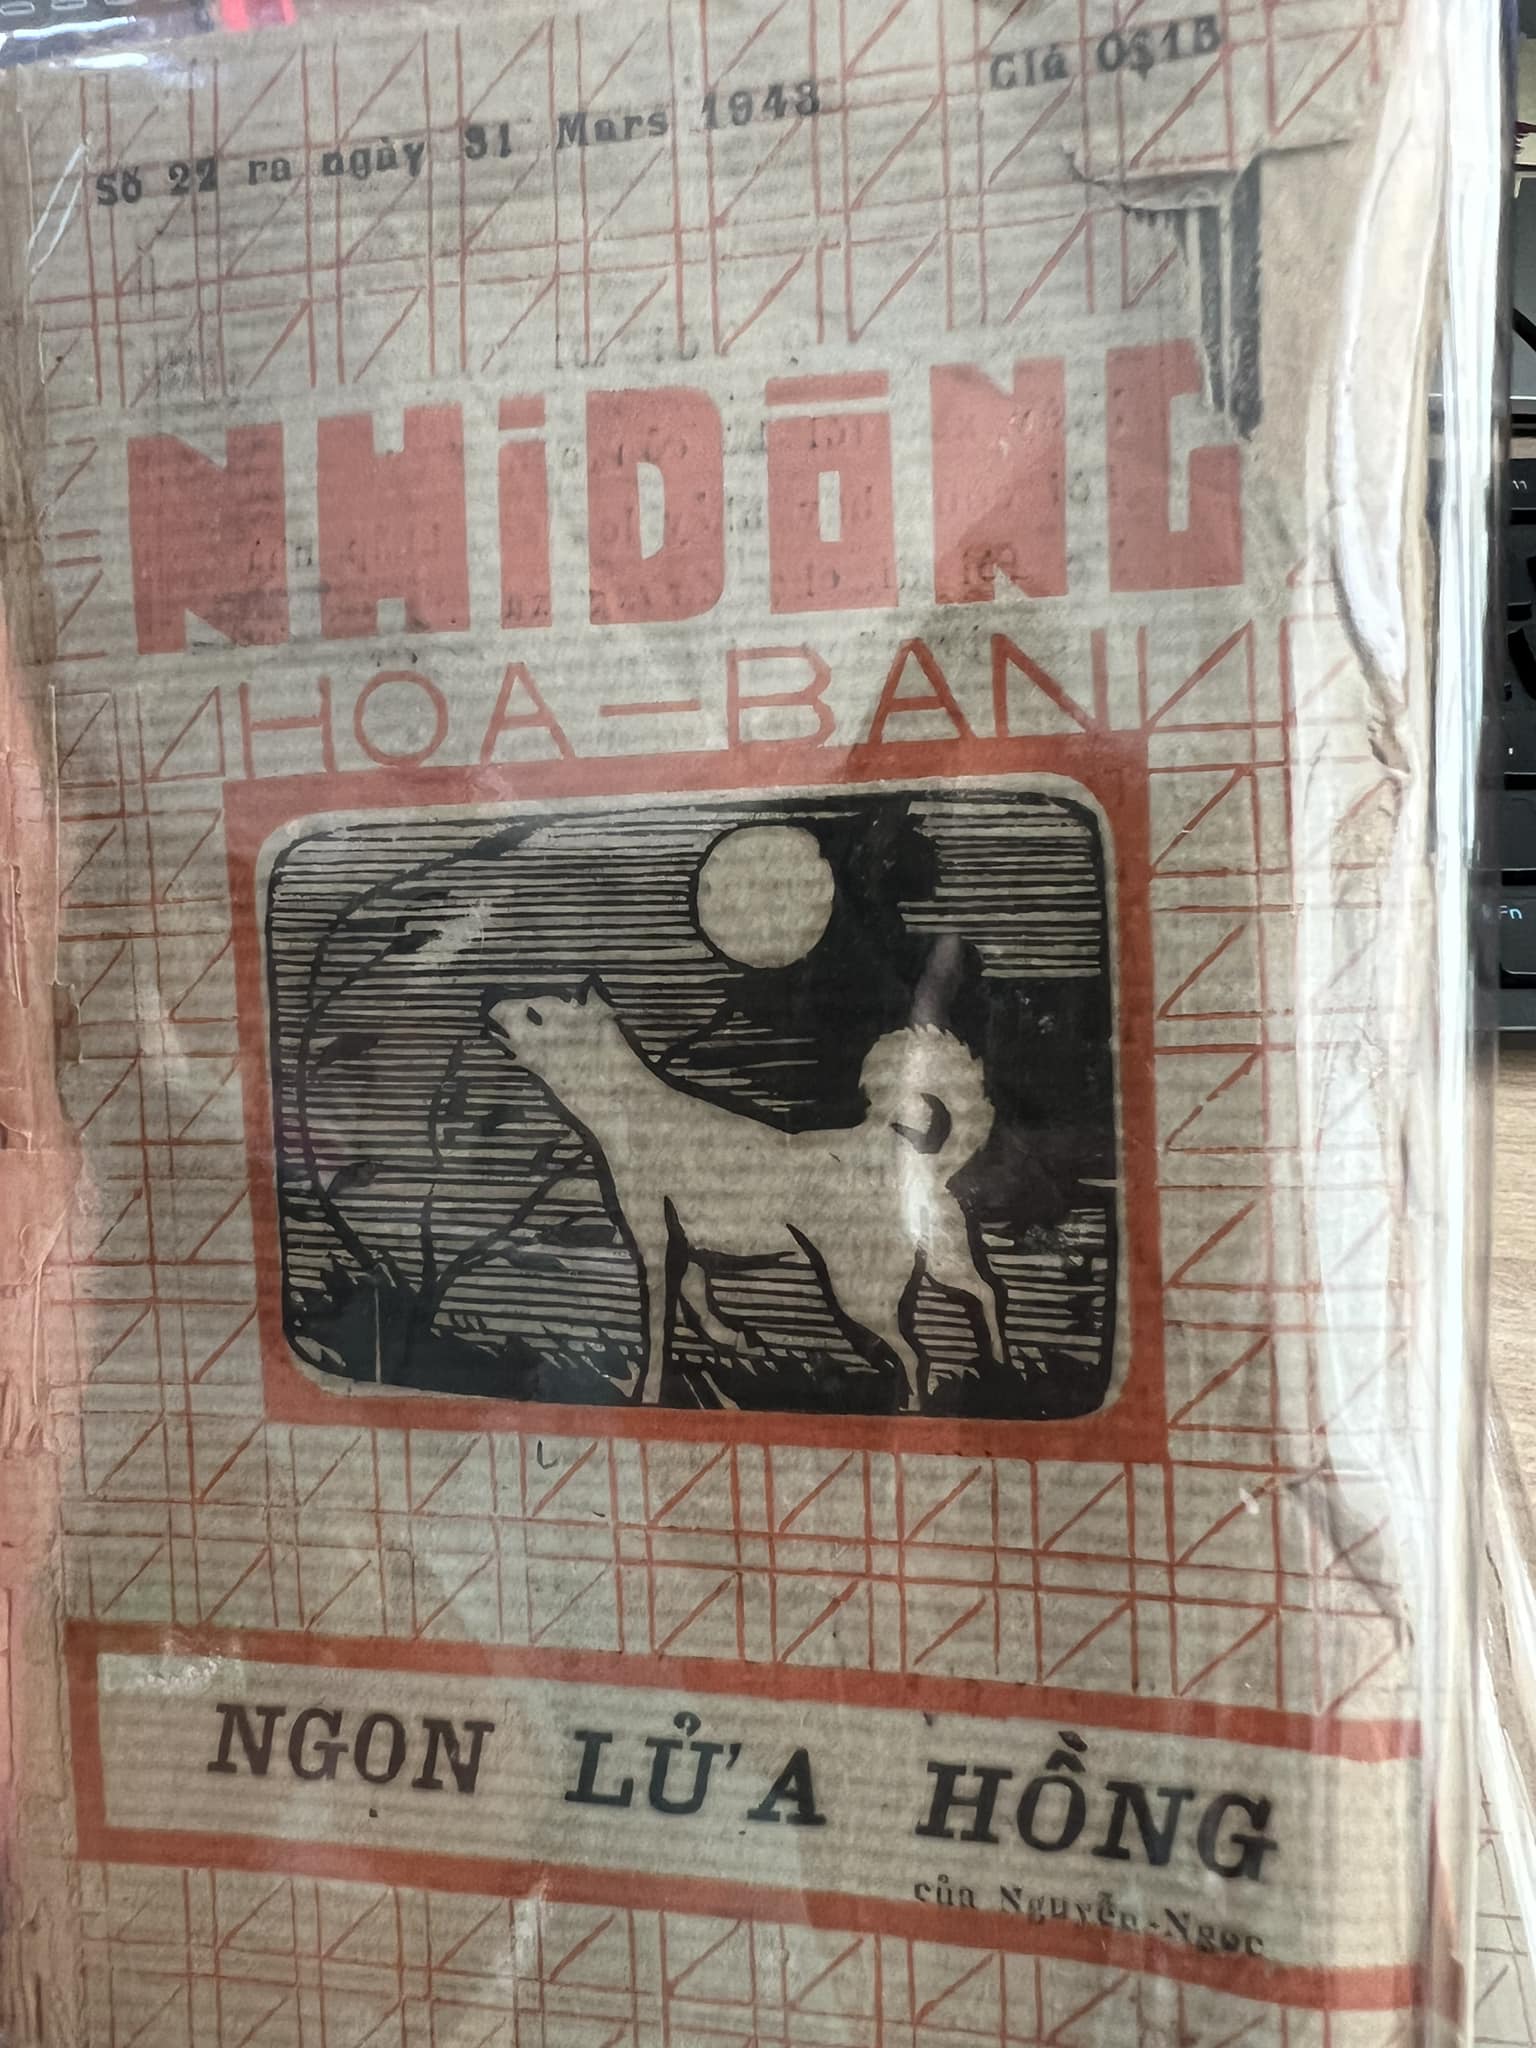 Số 22 ra ngày 31 Mars 1943
Giá 0$15
NHi ĐỒNG
HỌA-BẢN
NGỌN LỬA HỒNG
của Nguyễn-Ngọc